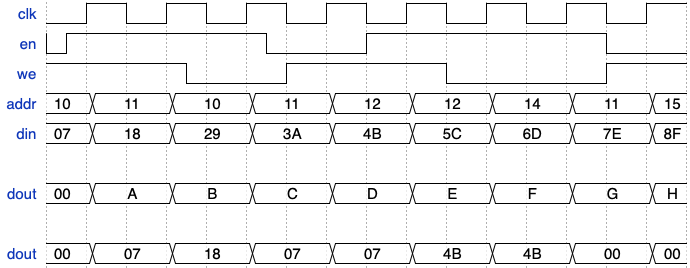 clk
en
we
addr 10 11 10 11 12 12 14 11 15
din 07 18 29 3A 4B 5C 6D 7E 8F
dout 00 A B C D E F G H
dout 00 07 18 07 07 4B 4B 00 00